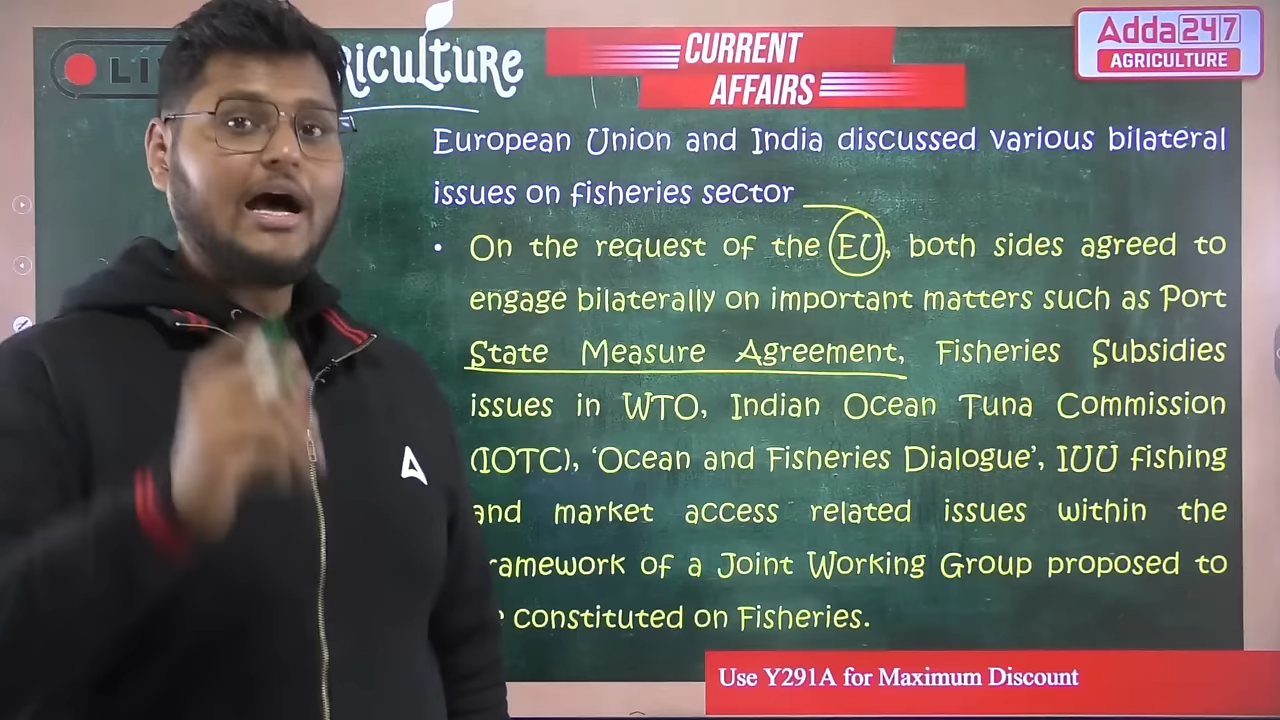 CURRENT
AFFAIRS
Adda247
AGRICULTURE
European Union and India discussed various bilateral
issues on fisheries sector
• On the request of the EU, both sides agreed to
engage bilaterally on important matters such as Port
State Measure Agreement, Fisheries Subsidies
issues in WTO, Indian Ocean Tuna Commission
(IOTC), ‘Ocean and Fisheries Dialogue’, IUU fishing
and market access related issues within the
of a Joint Working Group proposed to
constituted on Fisheries.
Use Y291A for Maximum Discount